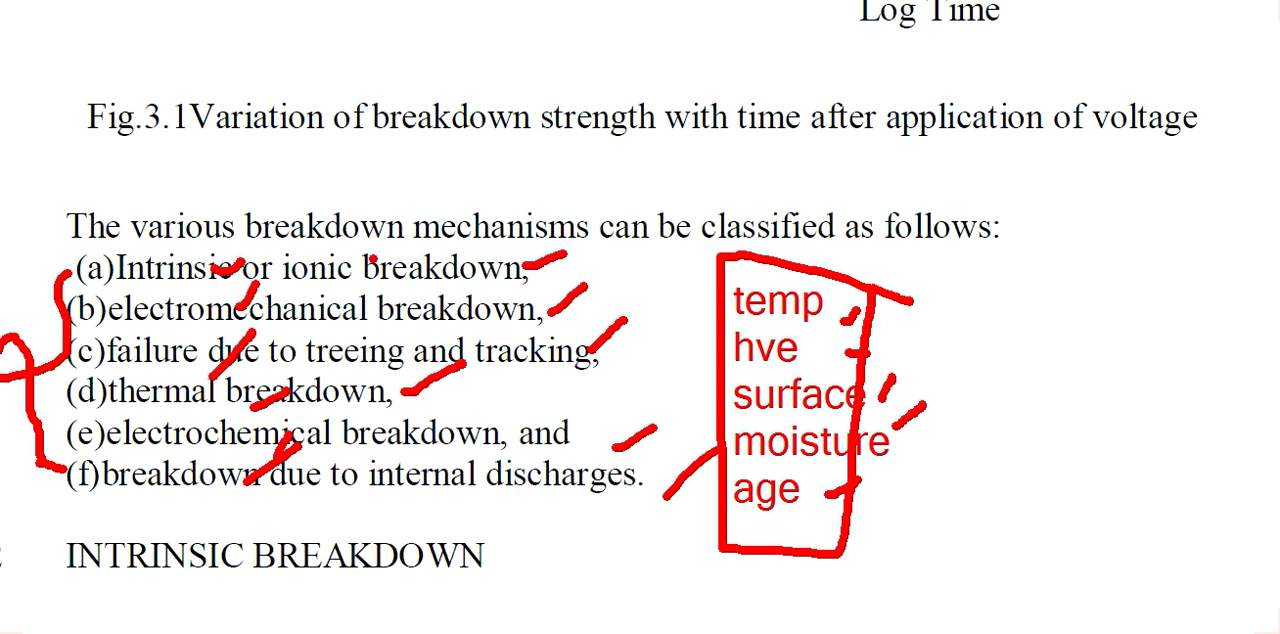 Log Time
Fig.3.1Variation of breakdown strength with time after application of voltage
The various breakdown mechanisms can be classified as follows:
(a)Intrinsic or ionic breakdown,
(b)electromechanical breakdown,
(c)failure due to treeing and tracking,
(d)thermal breakdown,
(e)electrochemical breakdown, and
(f)breakdown due to internal discharges.
temp
hve
surface
moisture
age
INTRINSIC BREAKDOWN